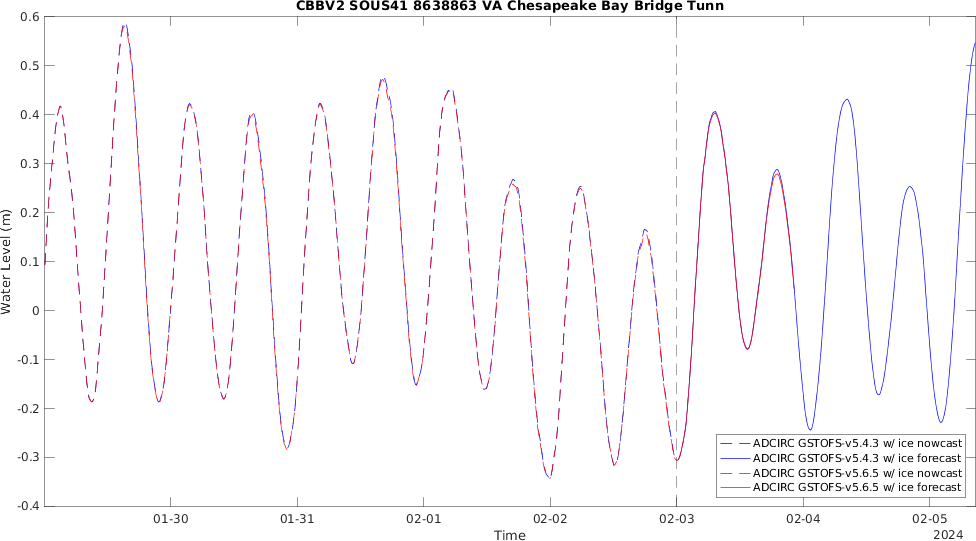 CBBV2 SOUS41 8638863 VA Chesapeake Bay Bridge Tunn
0.6
0.5
0.4
0.3
0.2
0.1
0
-0.1
-0.2
-0.3
-0.4
Water Level (m)
ADCIRC GSTOFS-v5.4.3 w/ ice nowcast
ADCIRC GSTOFS-v5.4.3 w/ ice forecast
ADCIRC GSTOFS-v5.6.5 w/ ice nowcast
ADCIRC GSTOFS-v5.6.5 w/ ice forecast
01-30 01-31 02-01 02-02 02-03 02-04 02-05
Time
2024